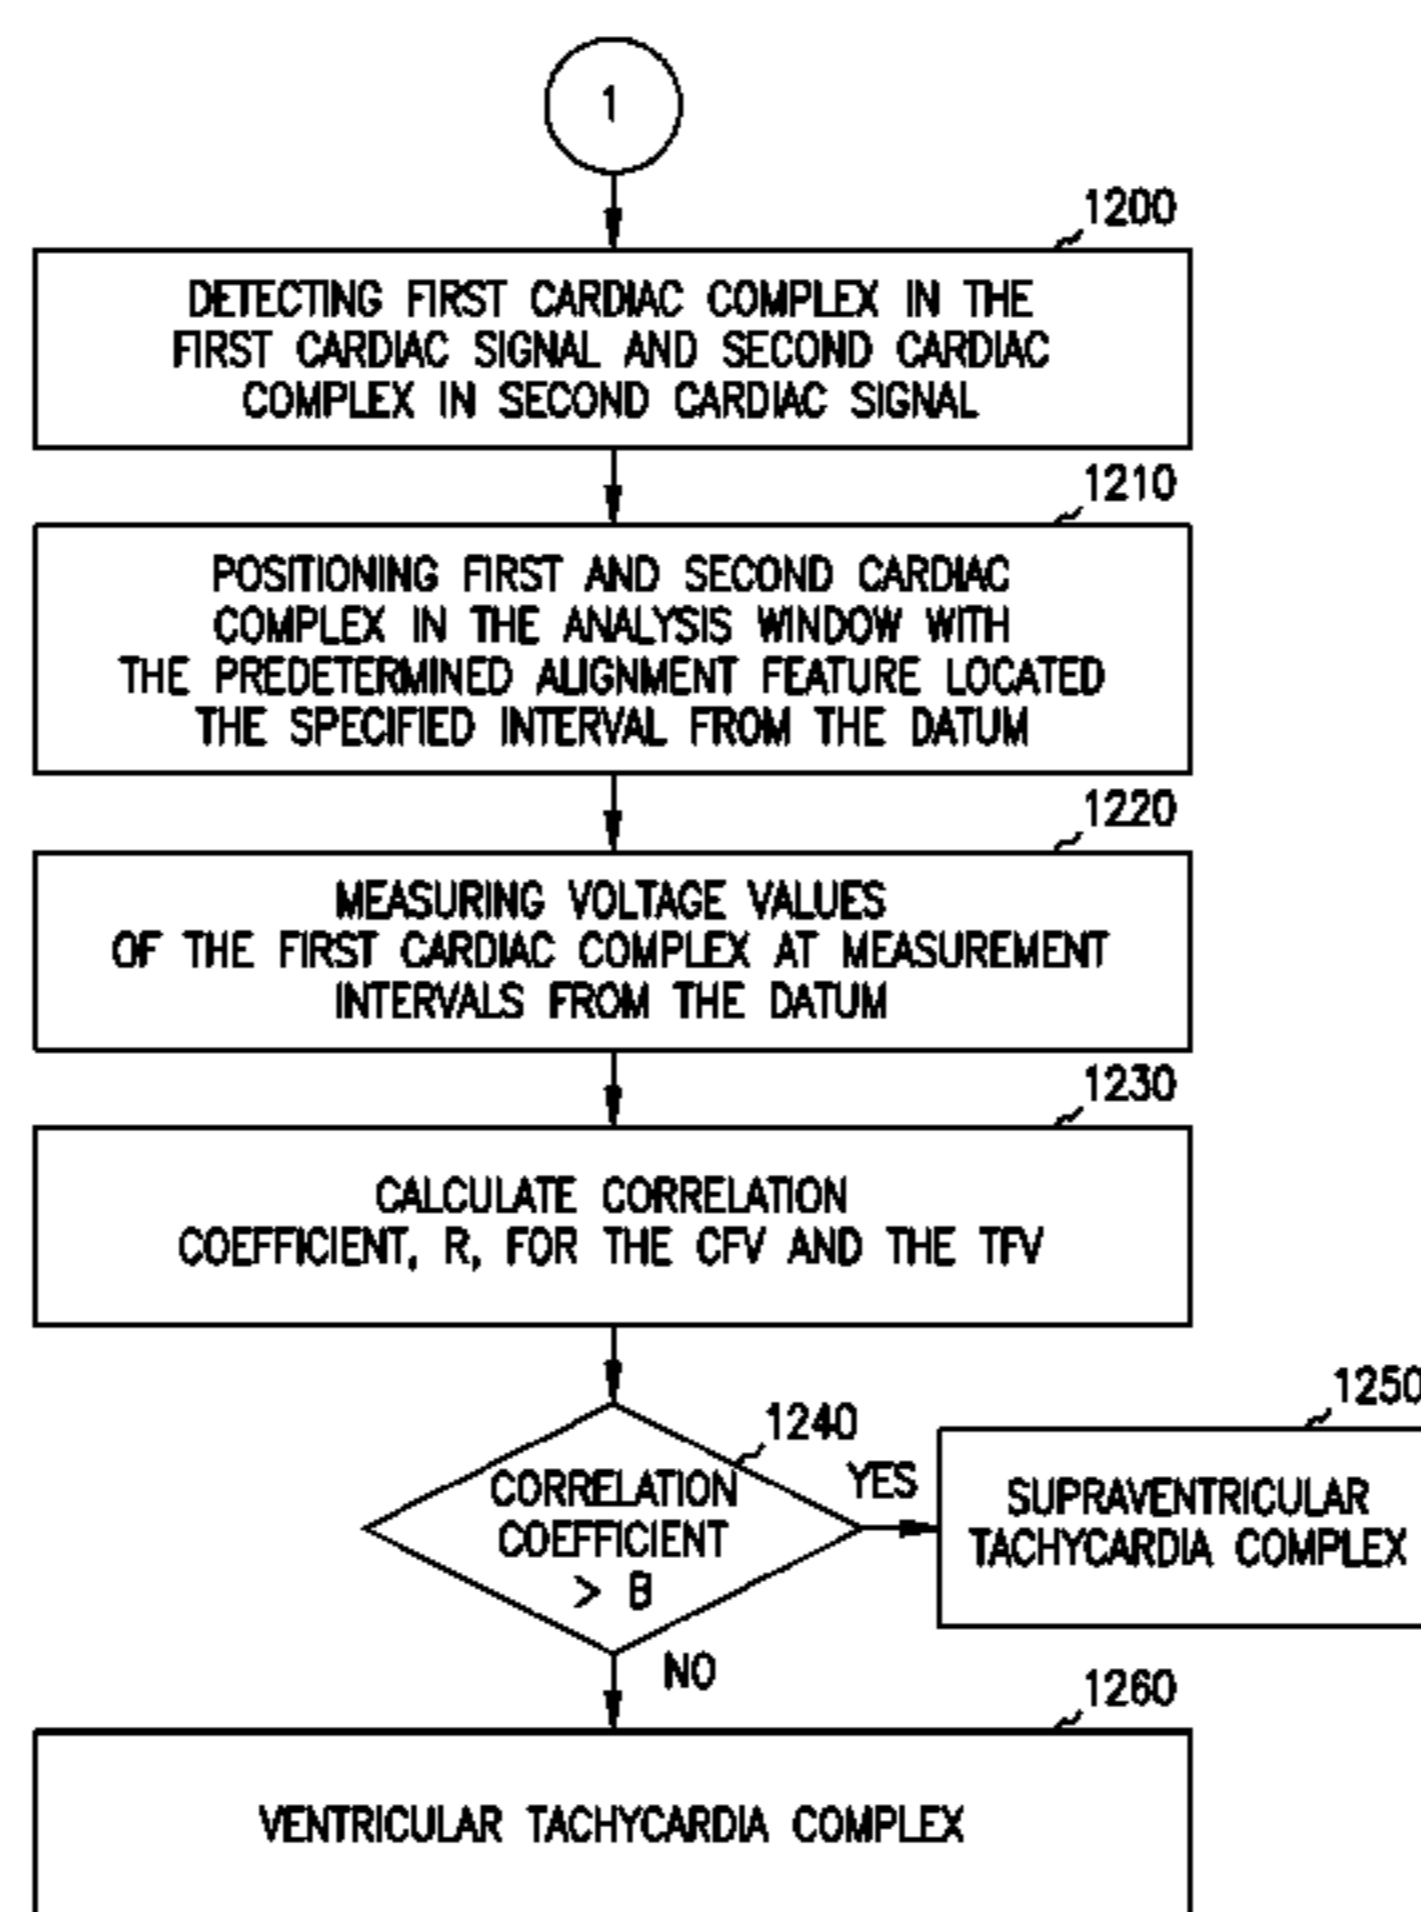 1
1200
DETECTING FIRST CARDIAC COMPLEX IN THE
FIRST CARDIAC SIGNAL AND SECOND CARDIAC
COMPLEX IN SECOND CARDIAC SIGNAL
1210
POSITIONING FIRST AND SECOND CARDIAC
COMPLEX IN THE ANALYSIS WINDOW WITH
THE PREDETERMINED ALIGNMENT FEATURE LOCATED
THE SPECIFIED INTERVAL FROM THE DATUM
1220
MEASURING VOLTAGE VALUES
OF THE FIRST CARDIAC COMPLEX AT MEASUREMENT
INTERVALS FROM THE DATUM
1230
CALCULATE CORRELATION
COEFFICIENT, R, FOR THE CFV AND THE TFV
1240
CORRELATION
COEFFICIENT
> B
YES
1250
SUPRAVENTRICULAR
TACHYCARDIA COMPLEX
NO
1260
VENTRICULAR TACHYCARDIA COMPLEX